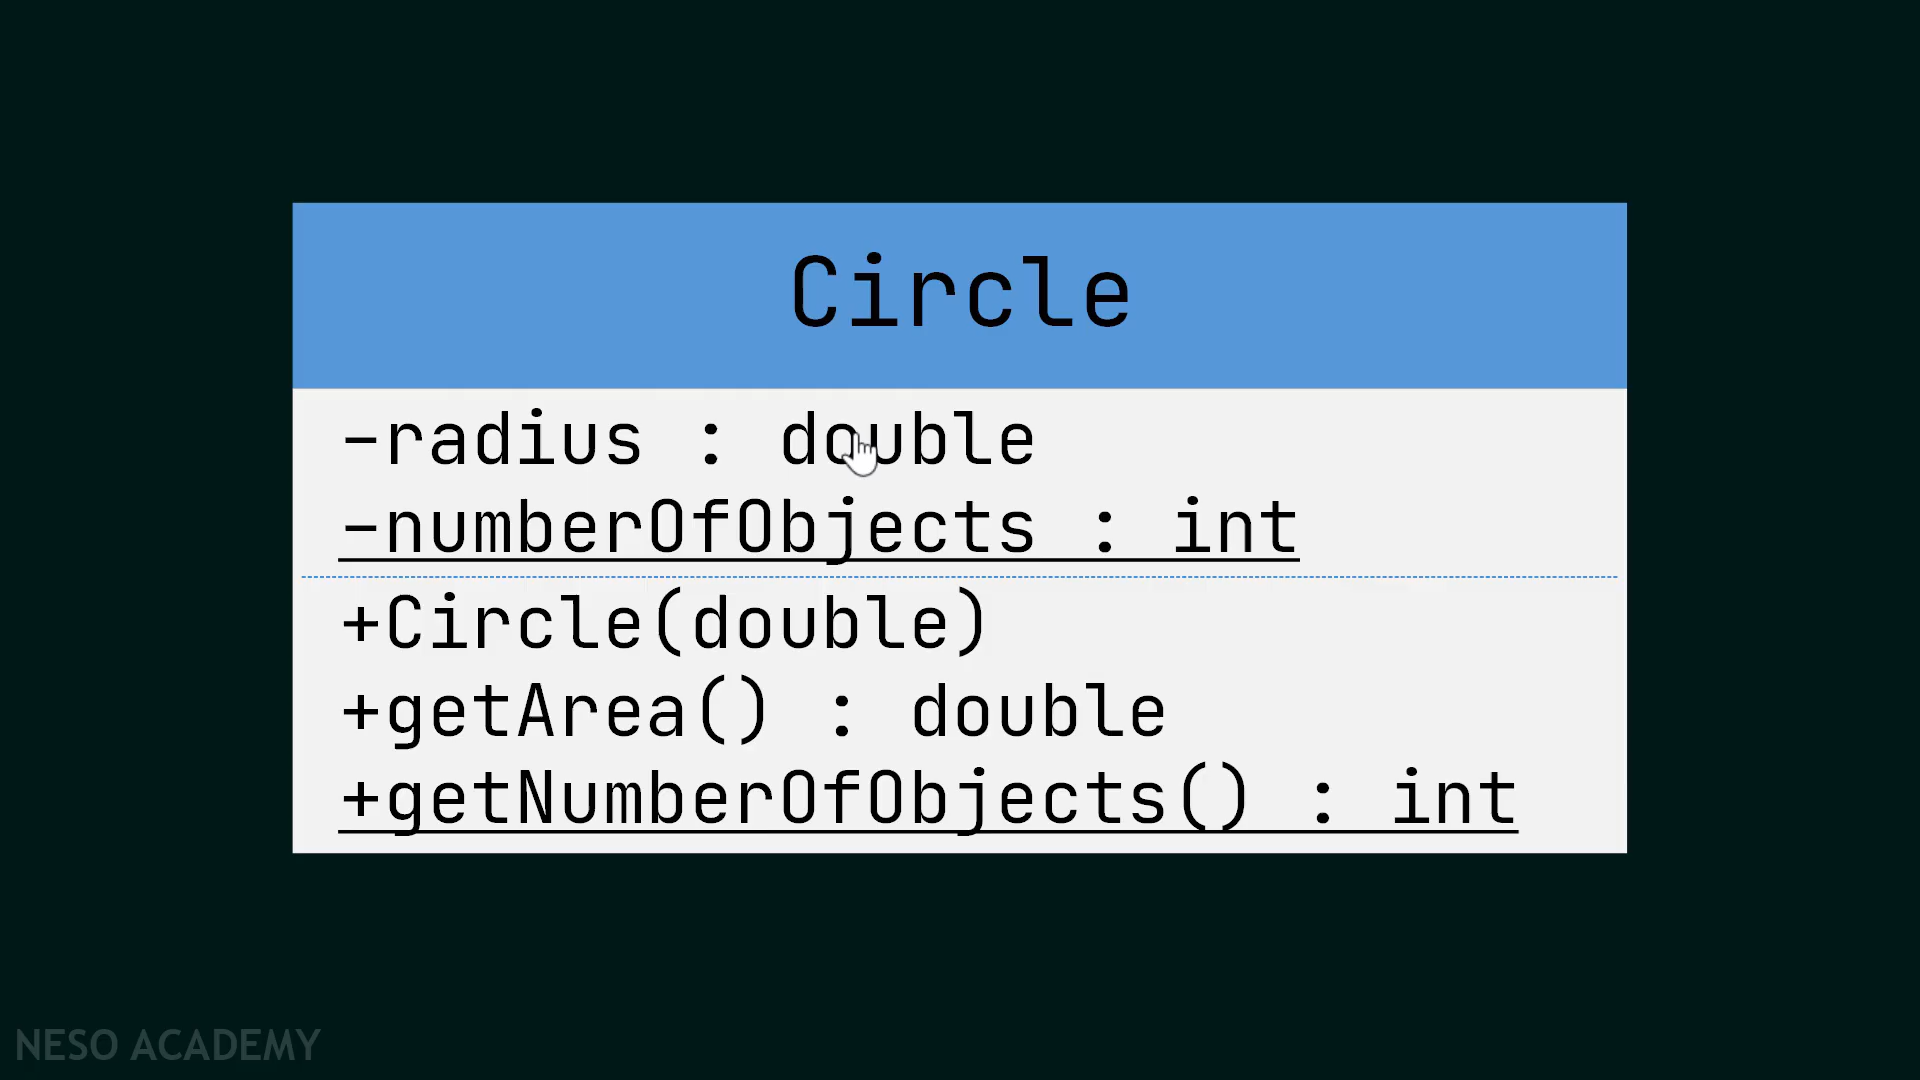 Circle
-radius : double
-numberOfObjects : int
+Circle(double)
+getArea() : double
+getNumberOfObjects() : int
NESO ACADEMY